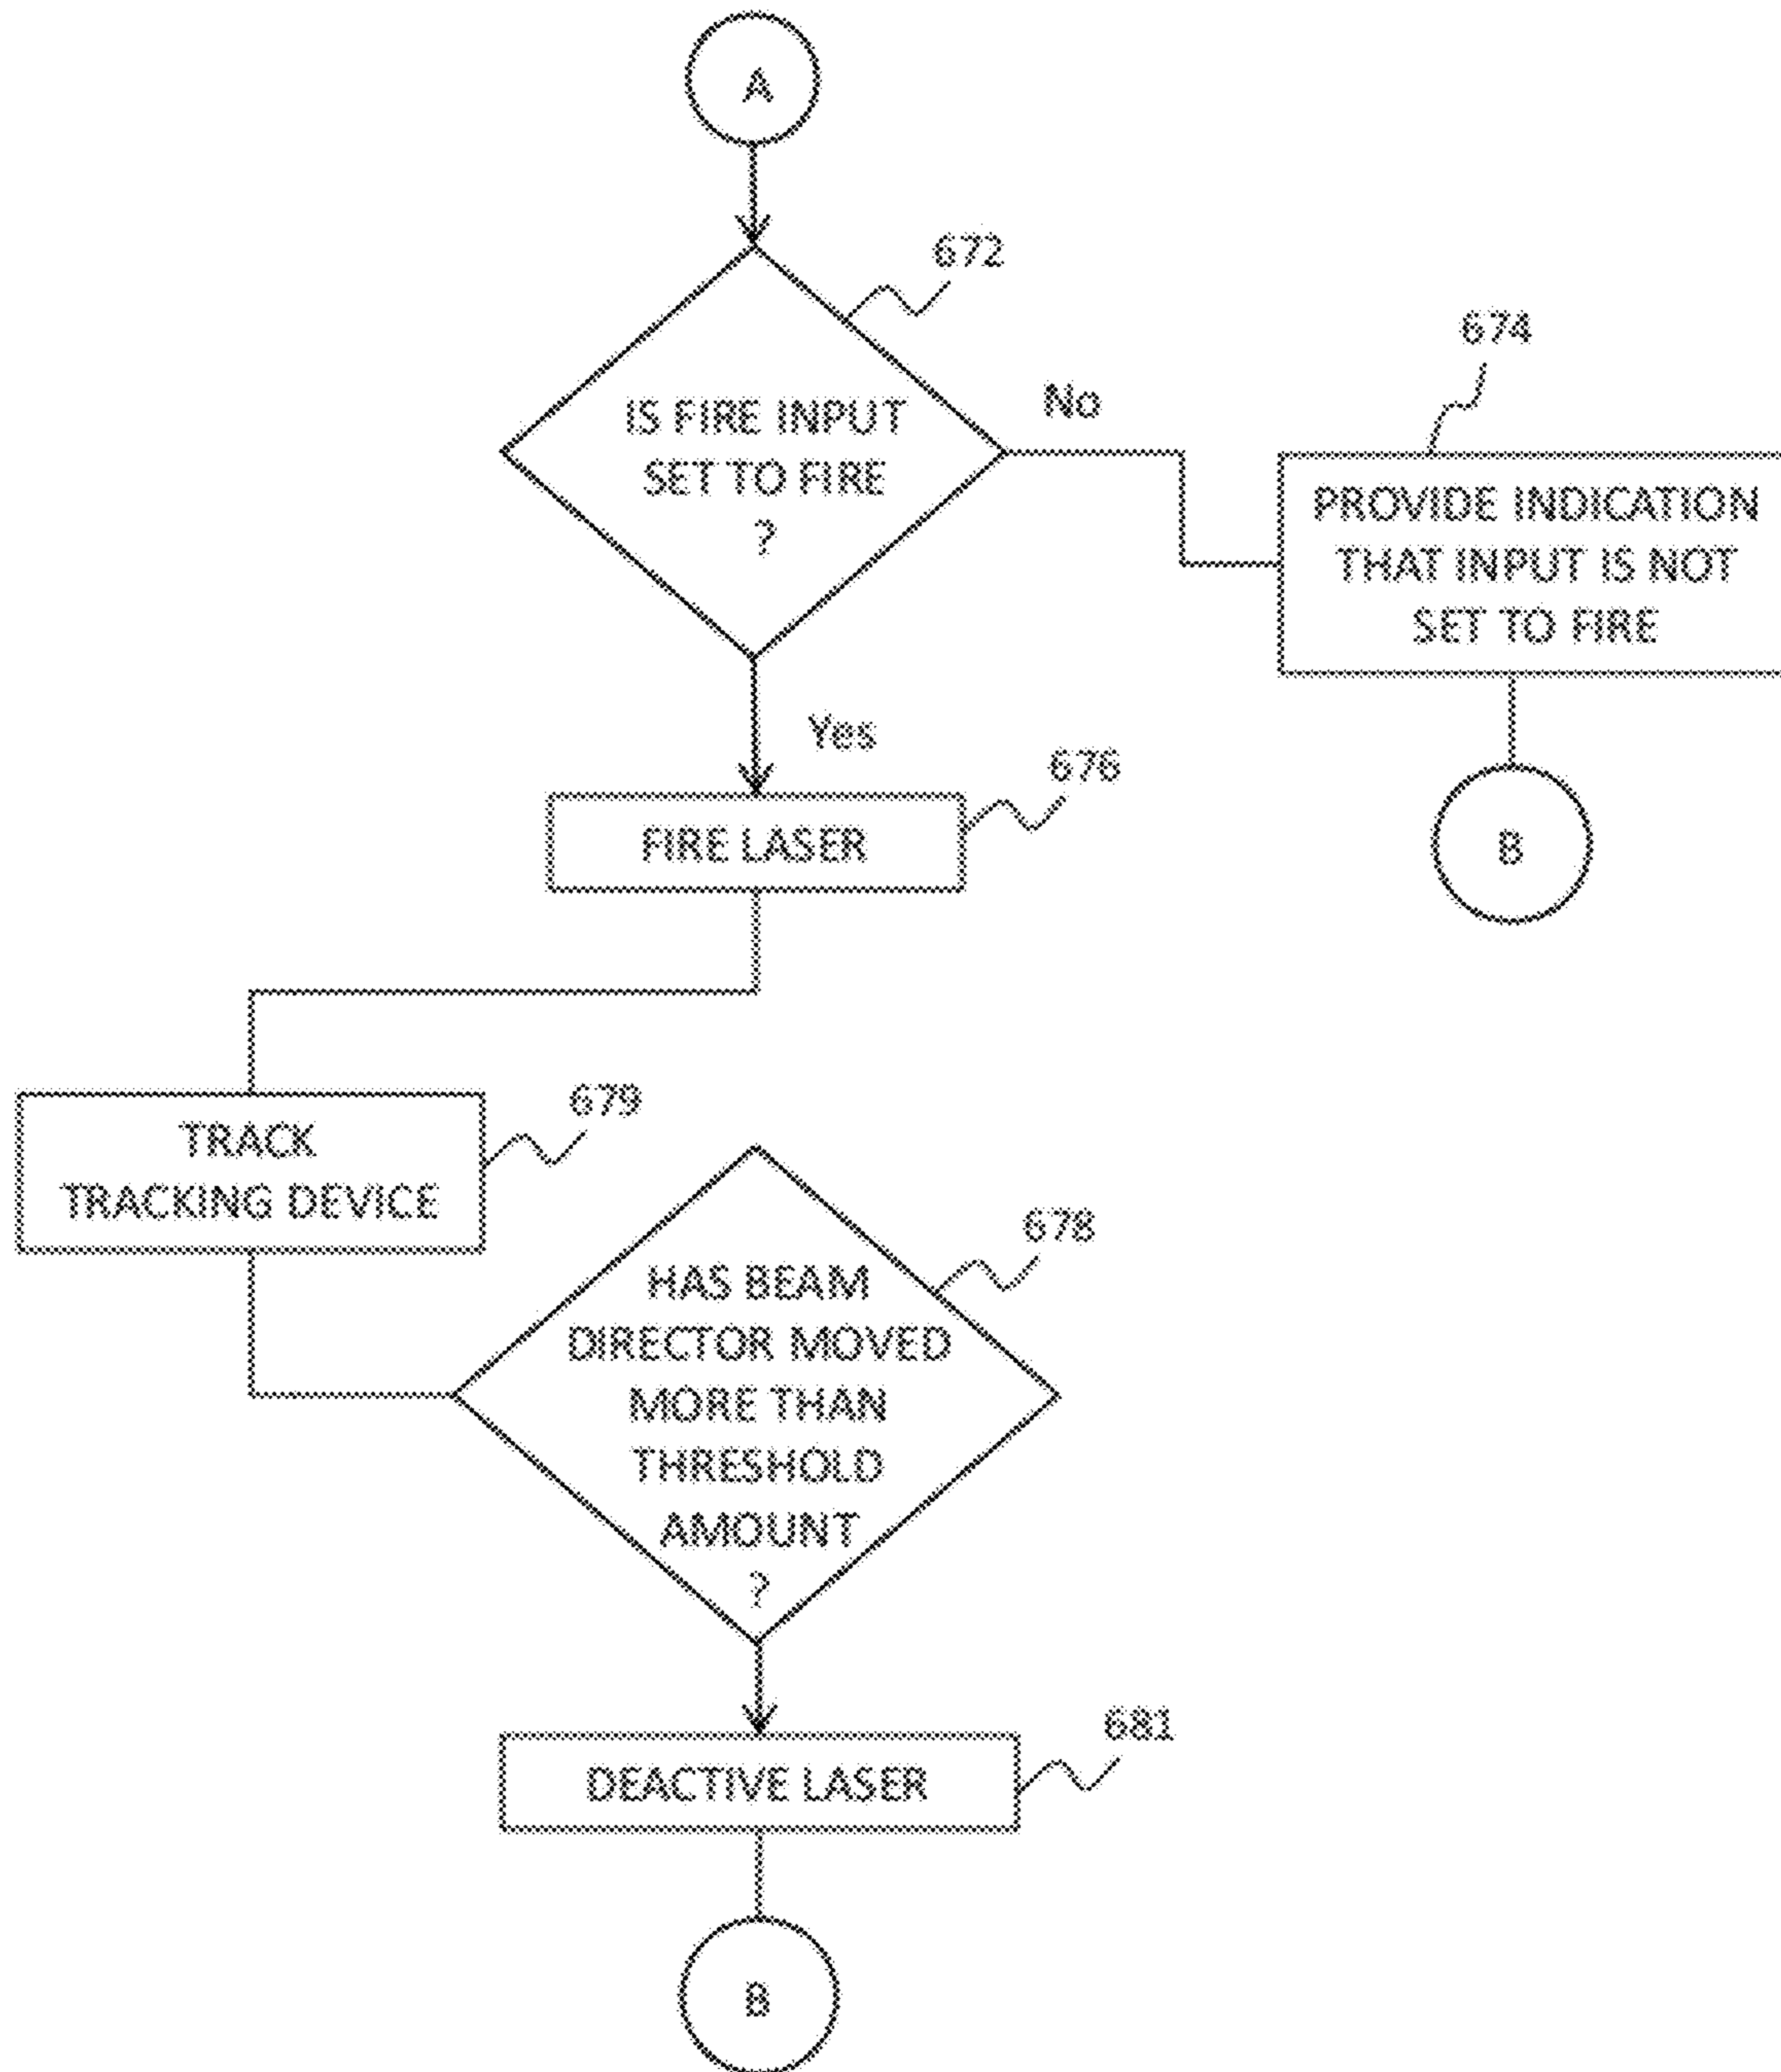 A
672
IS FIRE INPUT
SET TO FIRE
?
No
674
PROVIDE INDICATION
THAT INPUT IS NOT
SET TO FIRE
Yes
676
FIRE LASER
B
679
TRACK
TRACKING DEVICE
678
HAS BEAM
DIRECTOR MOVED
MORE THAN
THRESHOLD
AMOUNT
?
681
DEACTIVE LASER
B